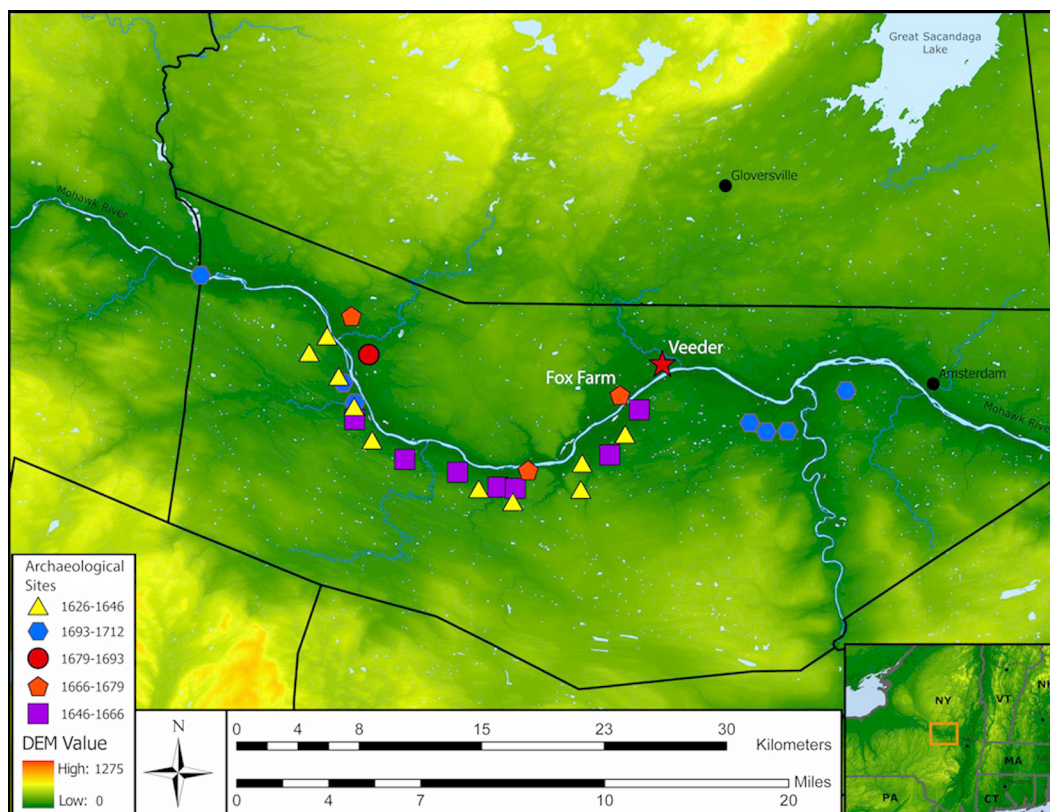 Great Sacandaga
Lake
Gloversville
Mohawk River
Veeder
Fox Farm
Amsterdam
Mohawk River
Archaeological
Sites
1626-1646
1693-1712
1679-1693
1666-1679
1646-1666
DEM Value
High: 1275
Low: 0
N
0 4 8 15 23 30
Kilometers
Miles
0 4 7 10 20
NY
VT
MA
CT
PA